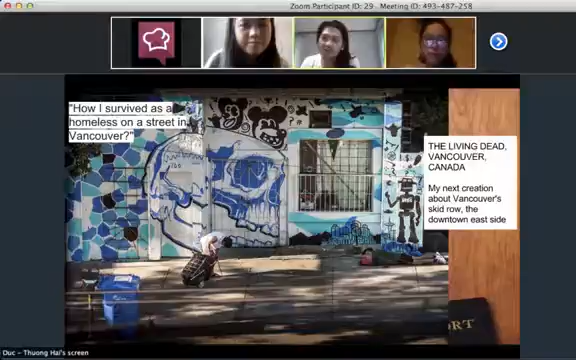 Zoom Participant ID: 29   Meeting ID: 493-487-258
"How I survived as a
homeless on a street in
Vancouver?"
THE LIVING DEAD,
VANCOUVER,
CANADA
My next creation
about Vancouver's
skid row, the
downtown east side
RT
Duc – Thuong Hai's screen